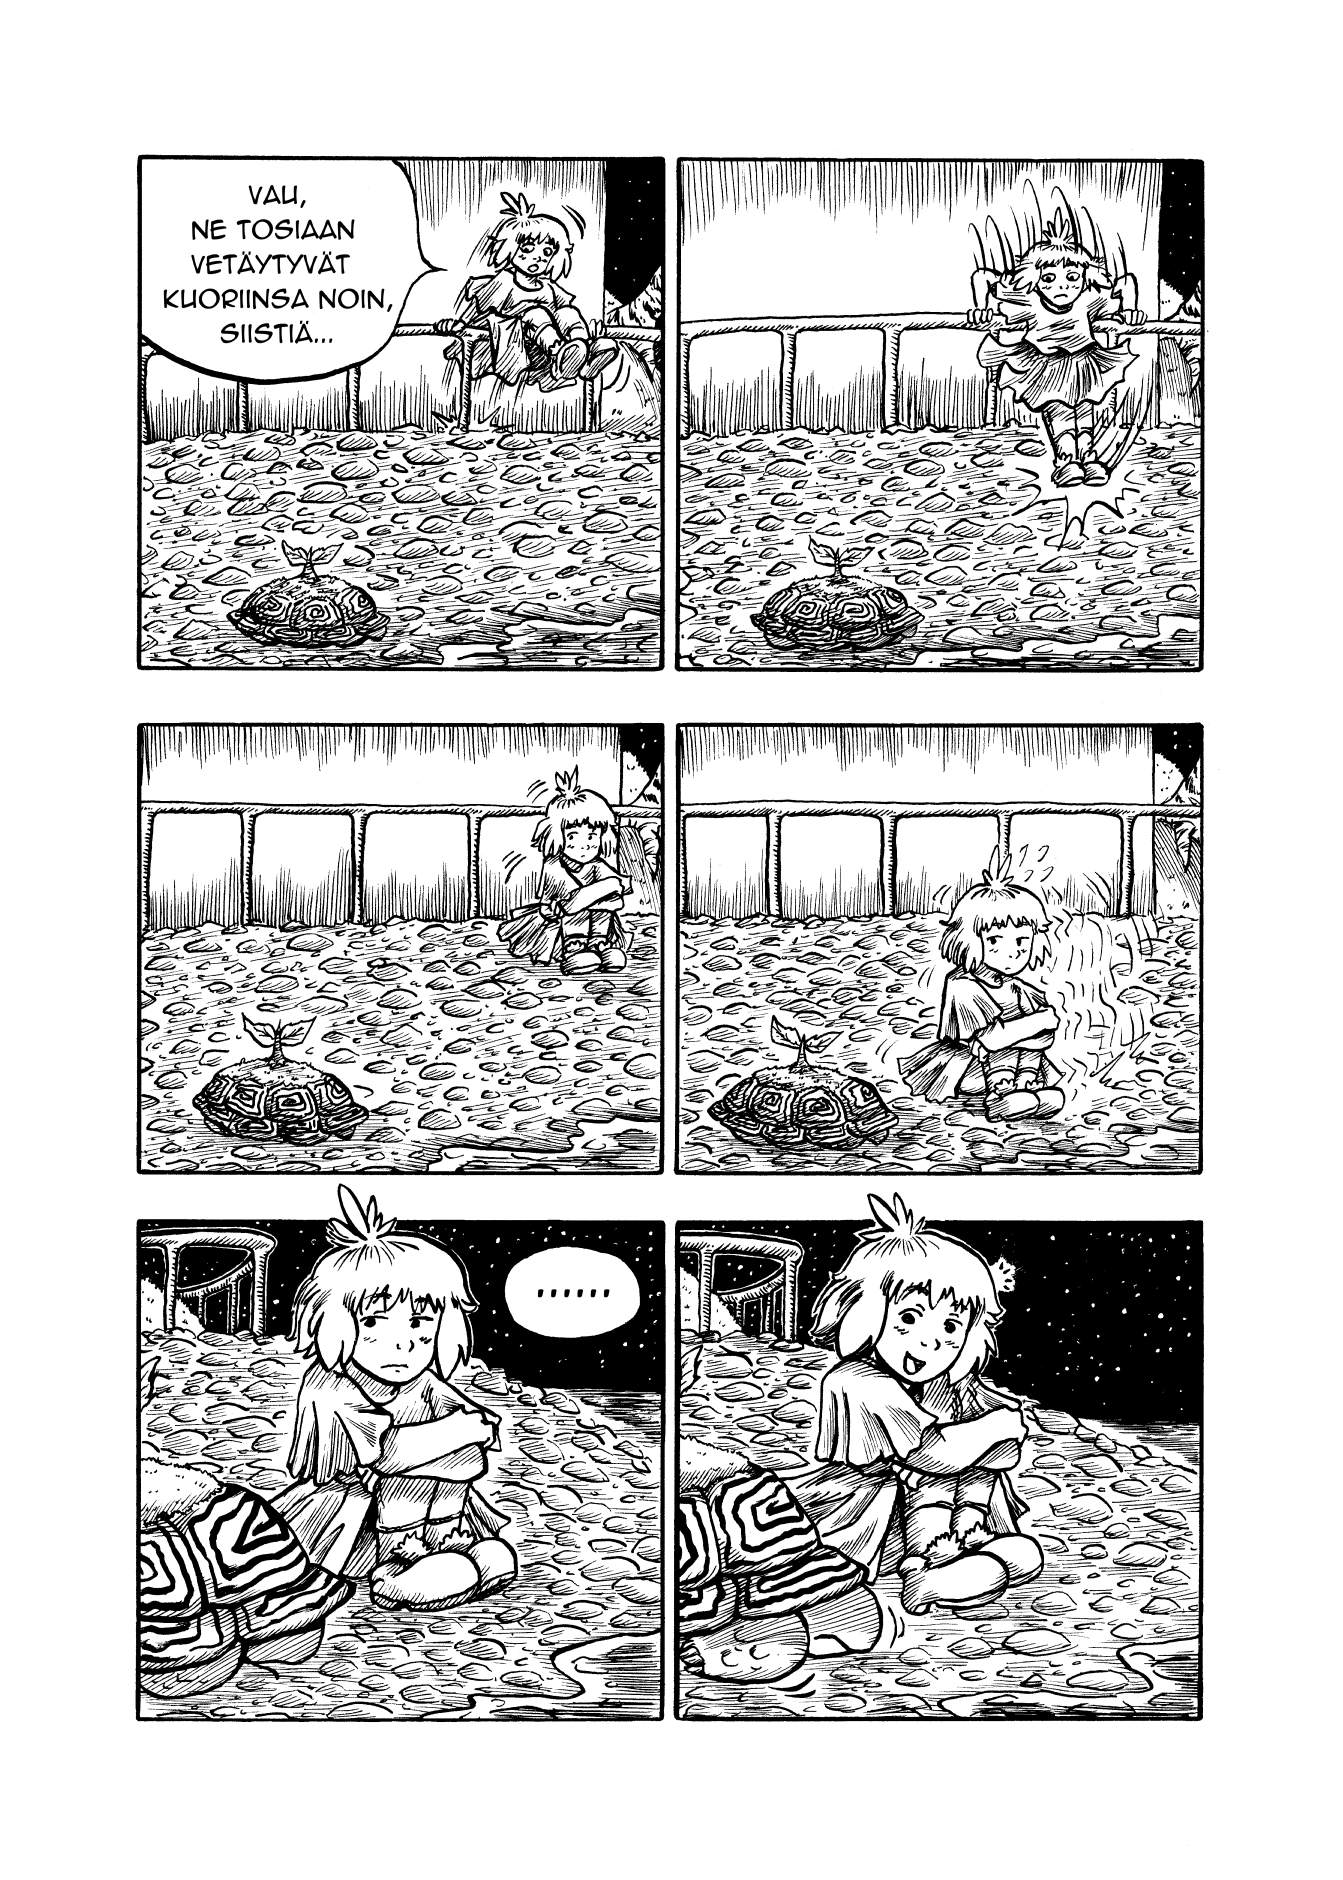 VAU,
NE TOSIAAN
VETÄYTYVÄT
KUORIINSA NOIN,
SIISTIÄ...
......